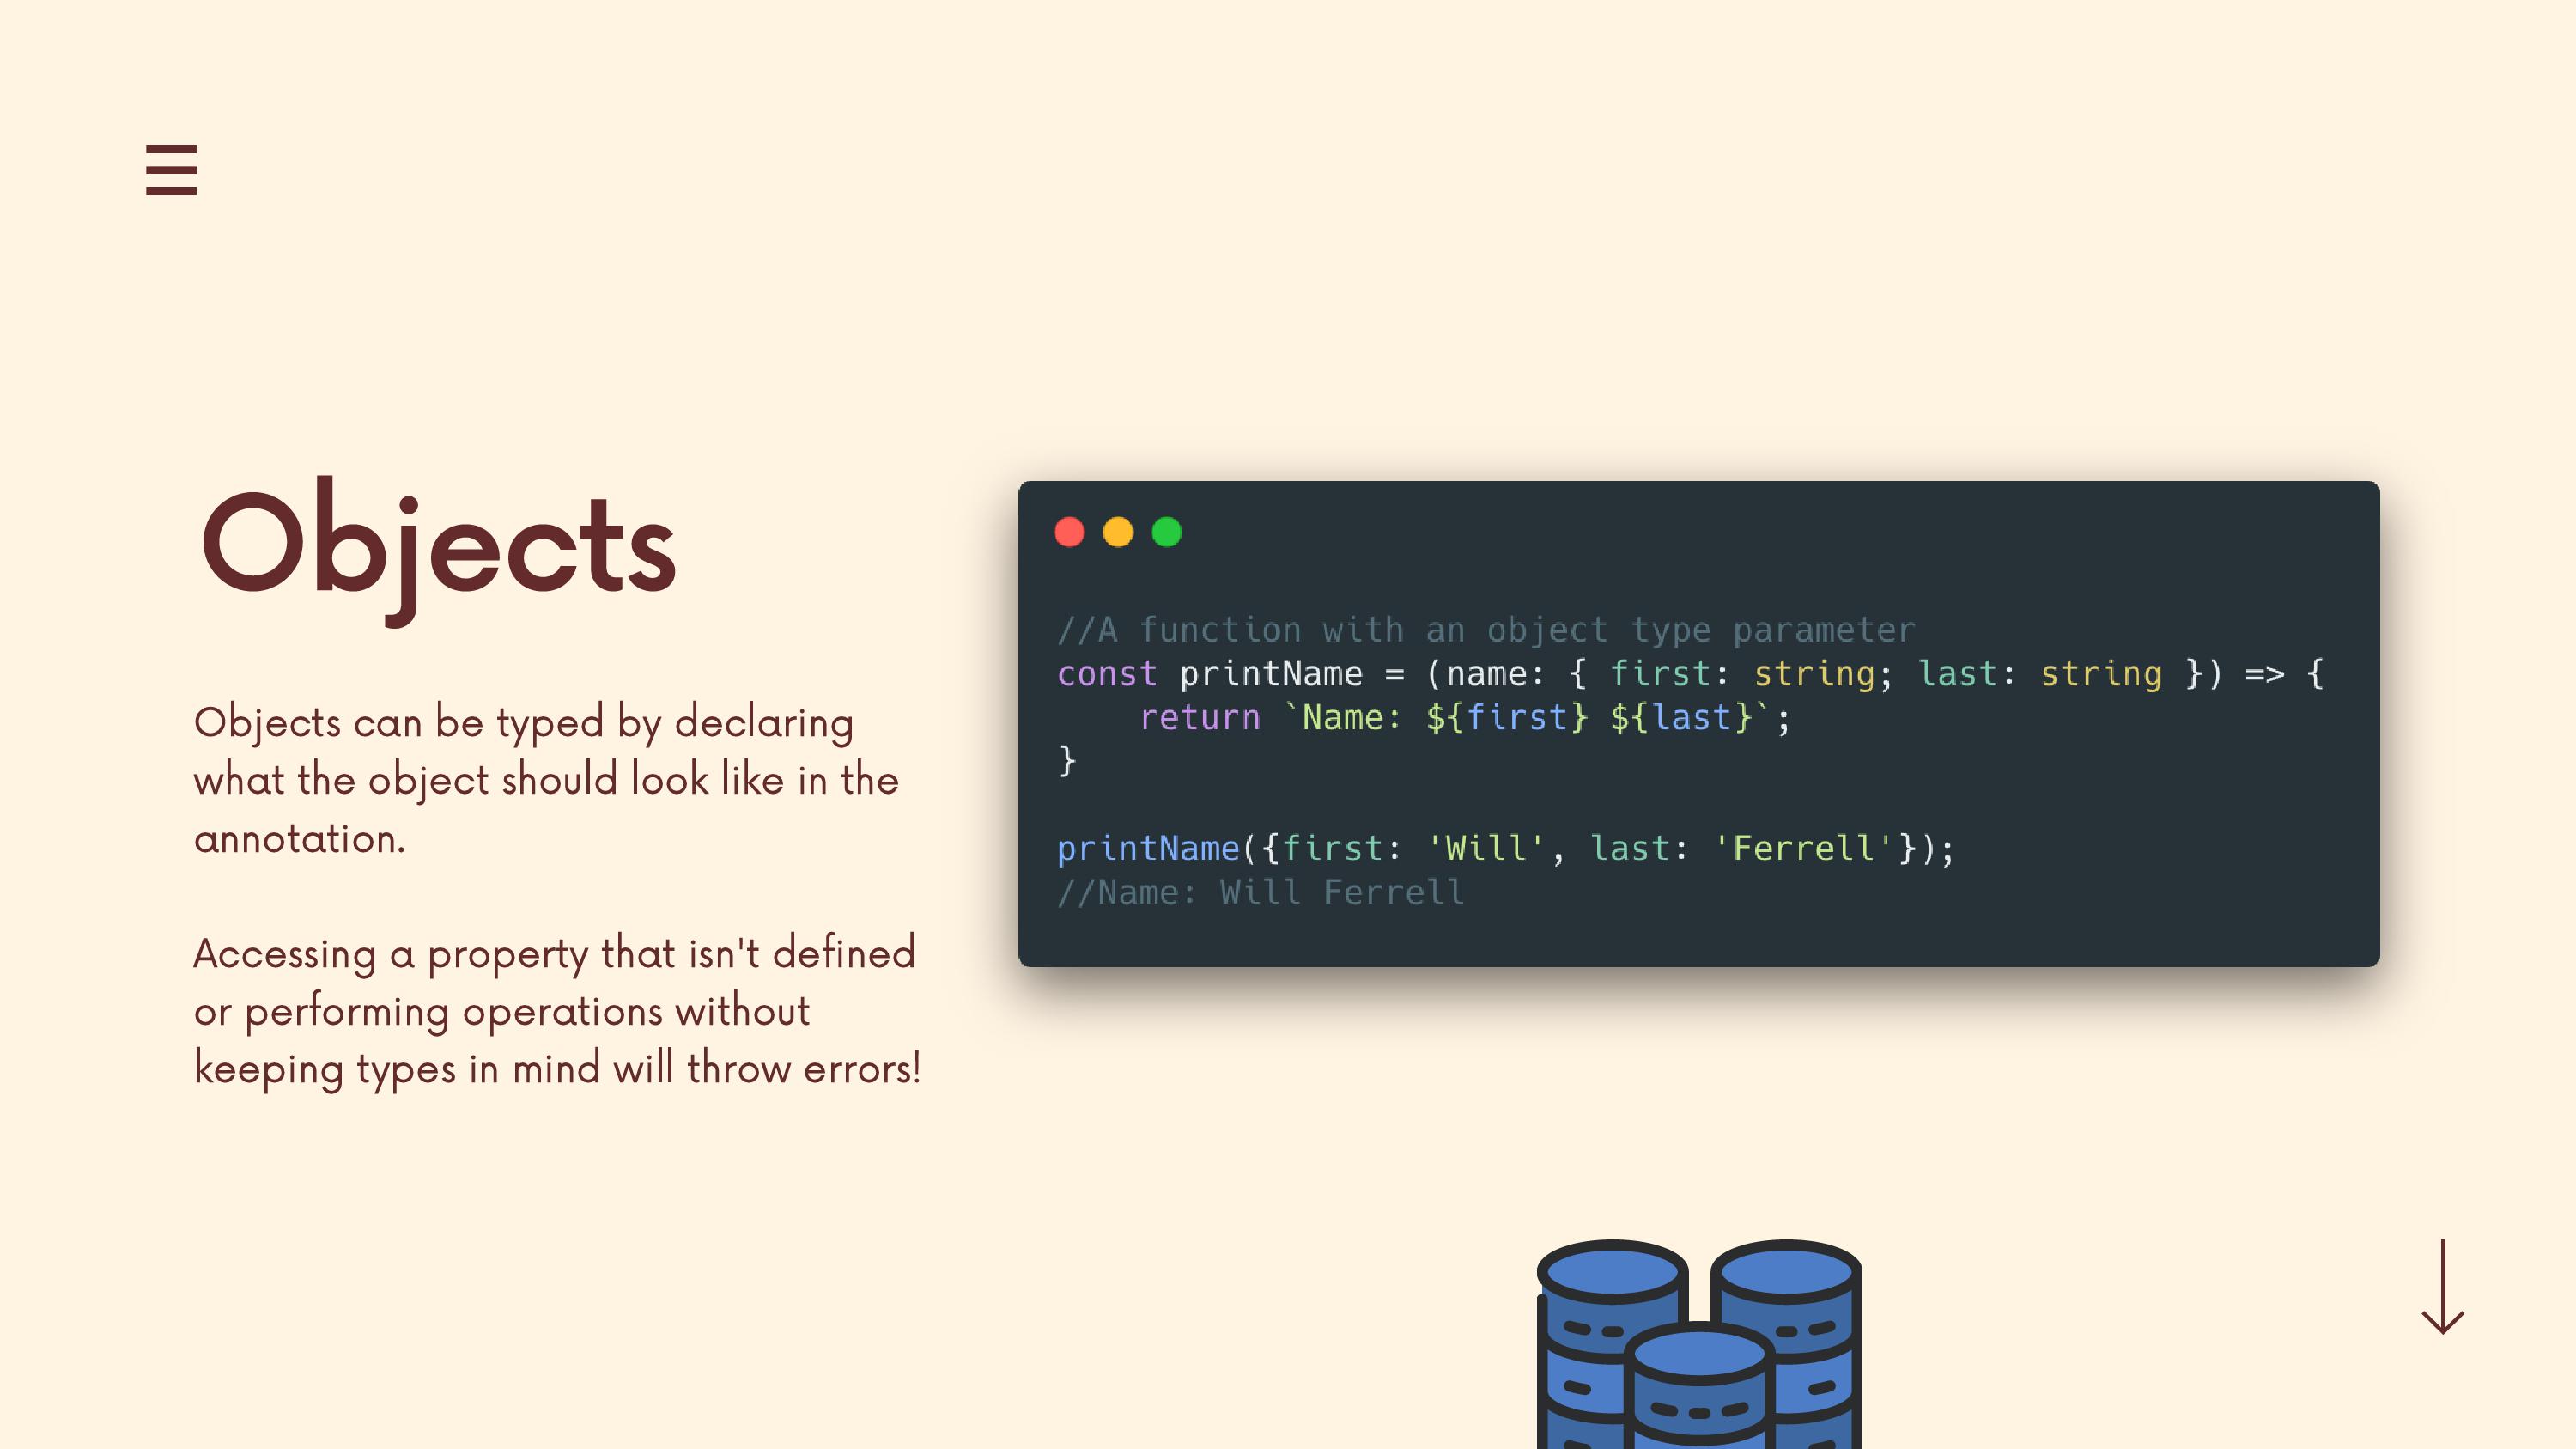 Objects
Objects can be typed by declaring
what the object should look like in the
annotation.
Accessing a property that isn't defined
or performing operations without
keeping types in mind will throw errors!
//A function with an object type parameter
const printName = (name: { first: string; last: string }) => {
    return `Name: ${first} ${last}`;
}
printName({first: 'Will', last: 'Ferrell'});
//Name: Will Ferrell